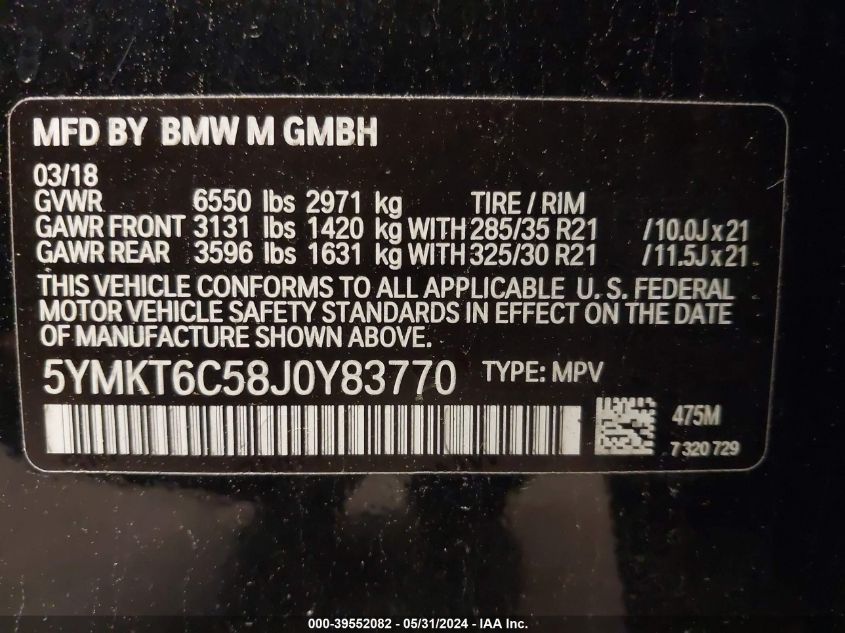 MFD BY BMW M GMBH
03/18
GVWR 6550 lbs 2971 kg TIRE / RIM
GAWR FRONT 3131 lbs 1420 kg WITH 285/35 R21 /10.0J x 21
GAWR REAR 3596 lbs 1631 kg WITH 325/30 R21 /11.5J x 21
THIS VEHICLE CONFORMS TO ALL APPLICABLE U. S. FEDERAL
MOTOR VEHICLE SAFETY STANDARDS IN EFFECT ON THE DATE
OF MANUFACTURE SHOWN ABOVE.
5YMKT6C58J0Y83770 TYPE: MPV
475M
7 320 729
000-39552082 - 05/31/2024 - IAA Inc.